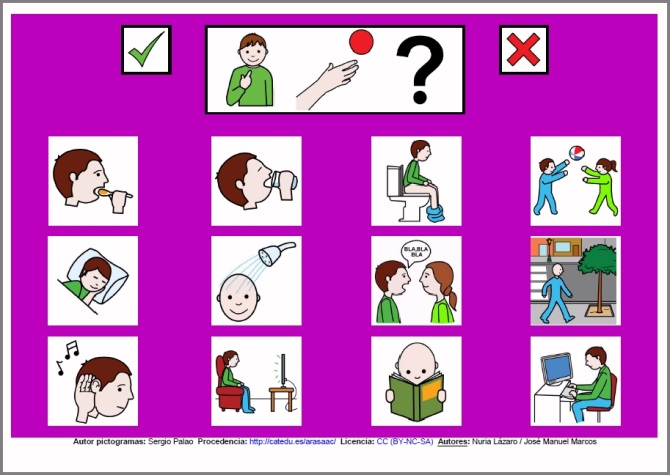 ?
BLA,BLA
BLA
Autor pictogramas: Sergio Palao Procedencia: http://catedu.es/arasaac/ Licencia: CC (BY-NC-SA) Autores: Nuria Lázaro / José Manuel Marcos